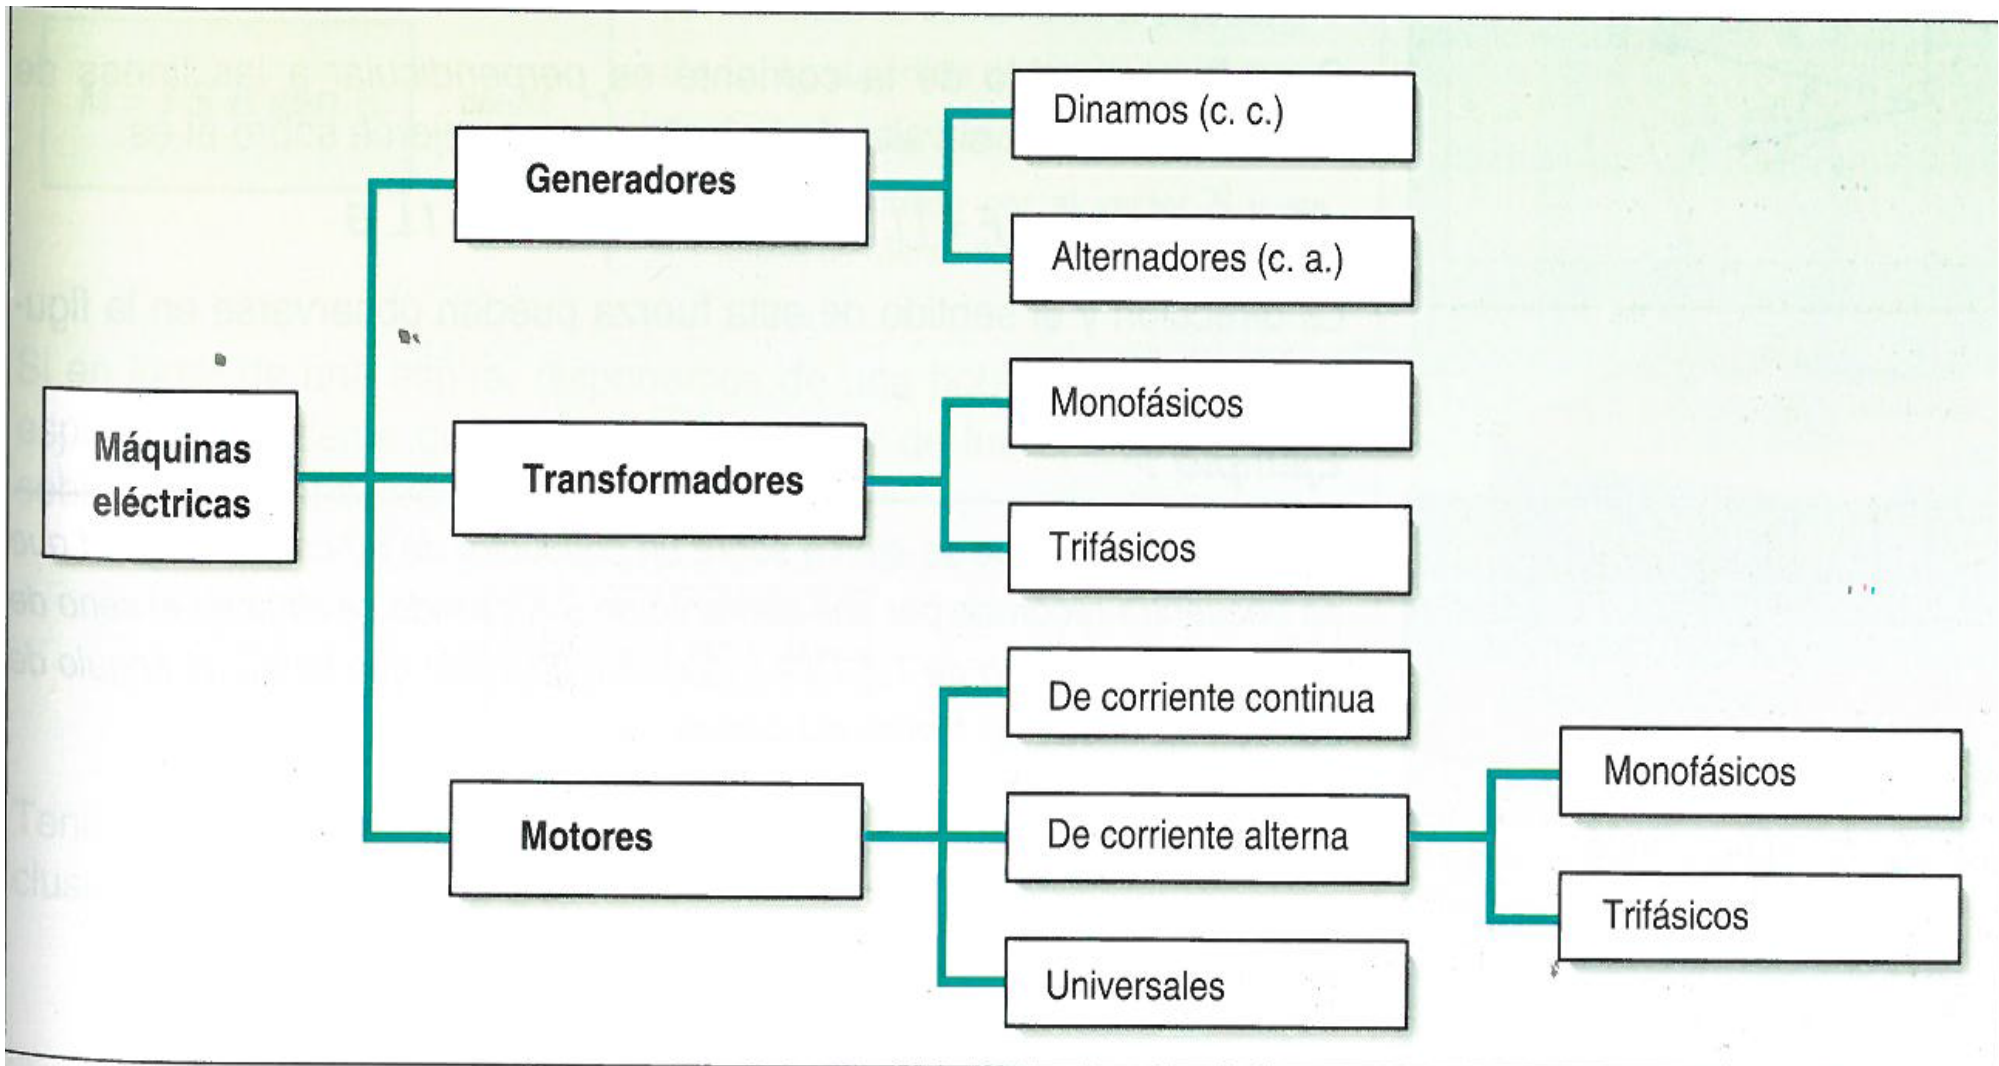 Máquinas
eléctricas
Generadores
Dinamos (c. c.)
Alternadores (c. a.)
Transformadores
Monofásicos
Trifásicos
Motores
De corriente continua
De corriente alterna
Monofásicos
Trifásicos
Universales